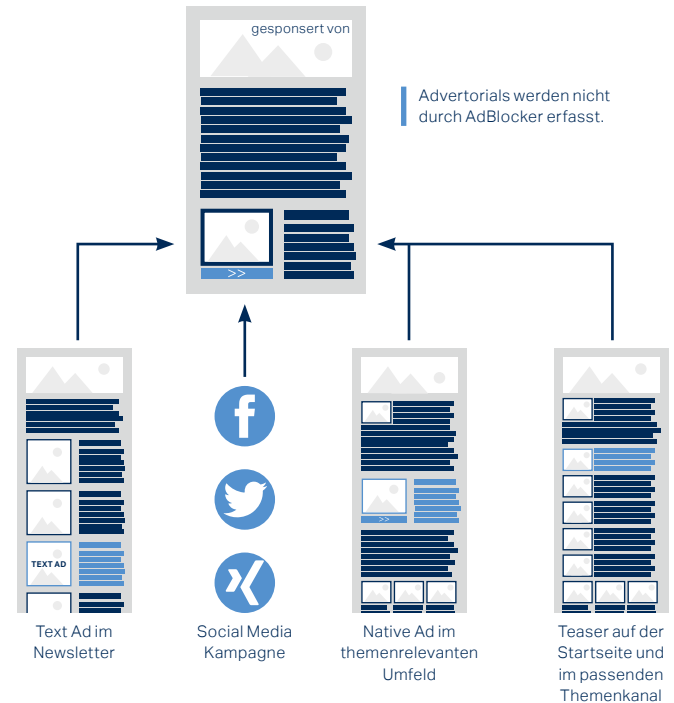 gesponsert von
Advertorials werden nicht
durch AdBlocker erfasst.
>>
>>
TEXT AD
Text Ad im
Newsletter
Social Media
Kampagne
Native Ad im
themenrelevanten
Umfeld
Teaser auf der
Startseite und
im passenden
Themenkanal